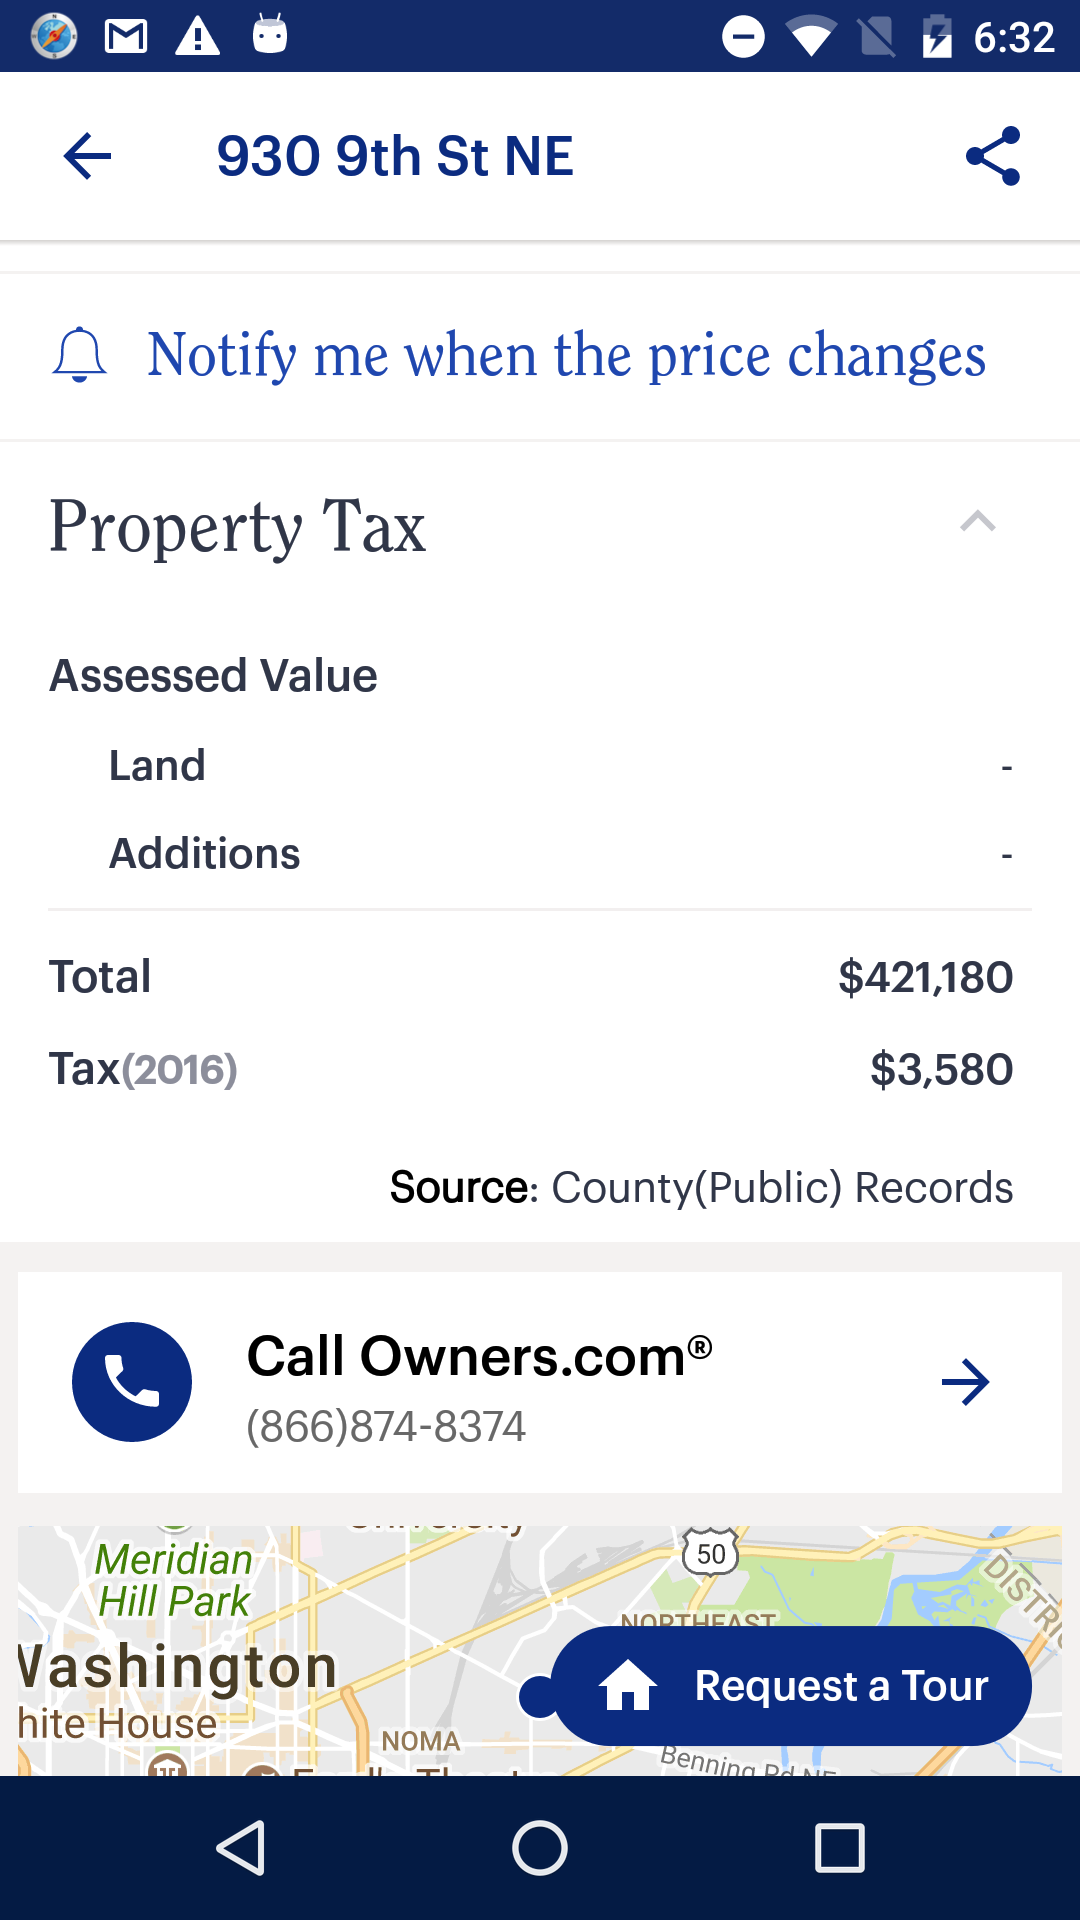 6:32
930 9th St NE
Notify me when the price changes
Property Tax
Assessed Value
Land -
Additions -
Total $421,180
Tax(2016) $3,580
Source: County(Public) Records
Call Owners.com®
(866)874-8374
Meridian
Hill Park
50
NORTHEAST
Washington
hite House
NOMA
Request a Tour
Benning Rd NE